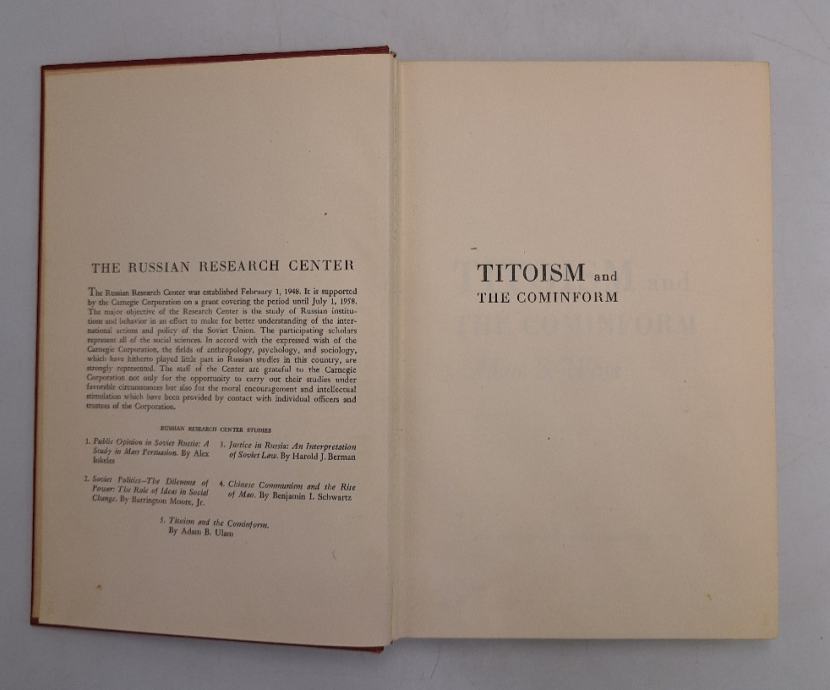 THE RUSSIAN RESEARCH CENTER
The Russian Research Center was established February 1, 1948. It is supported
by the Carnegie Corporation on a grant covering the period until July 1, 1958.
The major objective of the Research Center is the study of Russian institu-
tions and behavior in an effort to make for better understanding of the inter-
national actions and policy of the Soviet Union. The participating scholars
represent all of the social sciences. In accord with the expressed wish of the
Carnegie Corporation, the fields of anthropology, psychology, and sociology,
which have hitherto played little part in Russian studies in this country, are
strongly represented. The staff of the Center are grateful to the Carnegie
Corporation not only for the opportunity to carry out their studies under
favorable circumstances but also for the moral encouragement and intellectual
stimulation which have been provided by contact with individual officers and
trustees of the Corporation.
RUSSIAN RESEARCH CENTER STUDIES
1. Public Opinion in Soviet Russia: A
Study in Mass Persuasion. By Alex
Inkeles
2. Soviet Politics—The Dilemma of
Power: The Role of Ideas in Social
Change. By Barrington Moore, Jr.
3. Justice in Russia: An Interpretation
of Soviet Law. By Harold J. Berman
4. Chinese Communism and the Rise
of Mao. By Benjamin I. Schwartz
5. Titoism and the Cominform.
By Adam B. Ulam
TITOISM and
THE COMINFORM